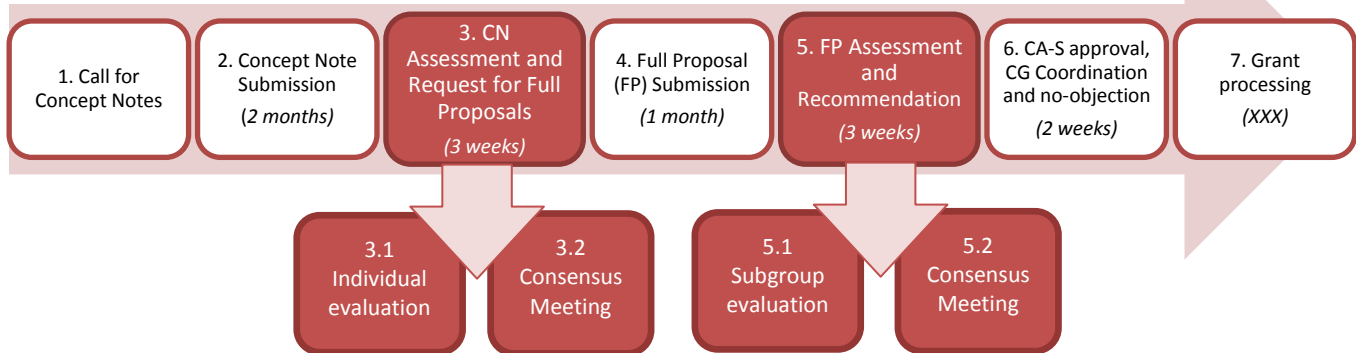 1. Call for
Concept Notes
2. Concept Note
Submission
(2 months)
3. CN
Assessment and
Request for Full
Proposals
(3 weeks)
4. Full Proposal
(FP) Submission
(1 month)
5. FP Assessment
and
Recommendation
(3 weeks)
6. CA-S approval,
CG Coordination
and no-objection
(2 weeks)
7. Grant
processing
(XXX)
3.1
Individual
evaluation
3.2
Consensus
Meeting
5.1
Subgroup
evaluation
5.2
Consensus
Meeting